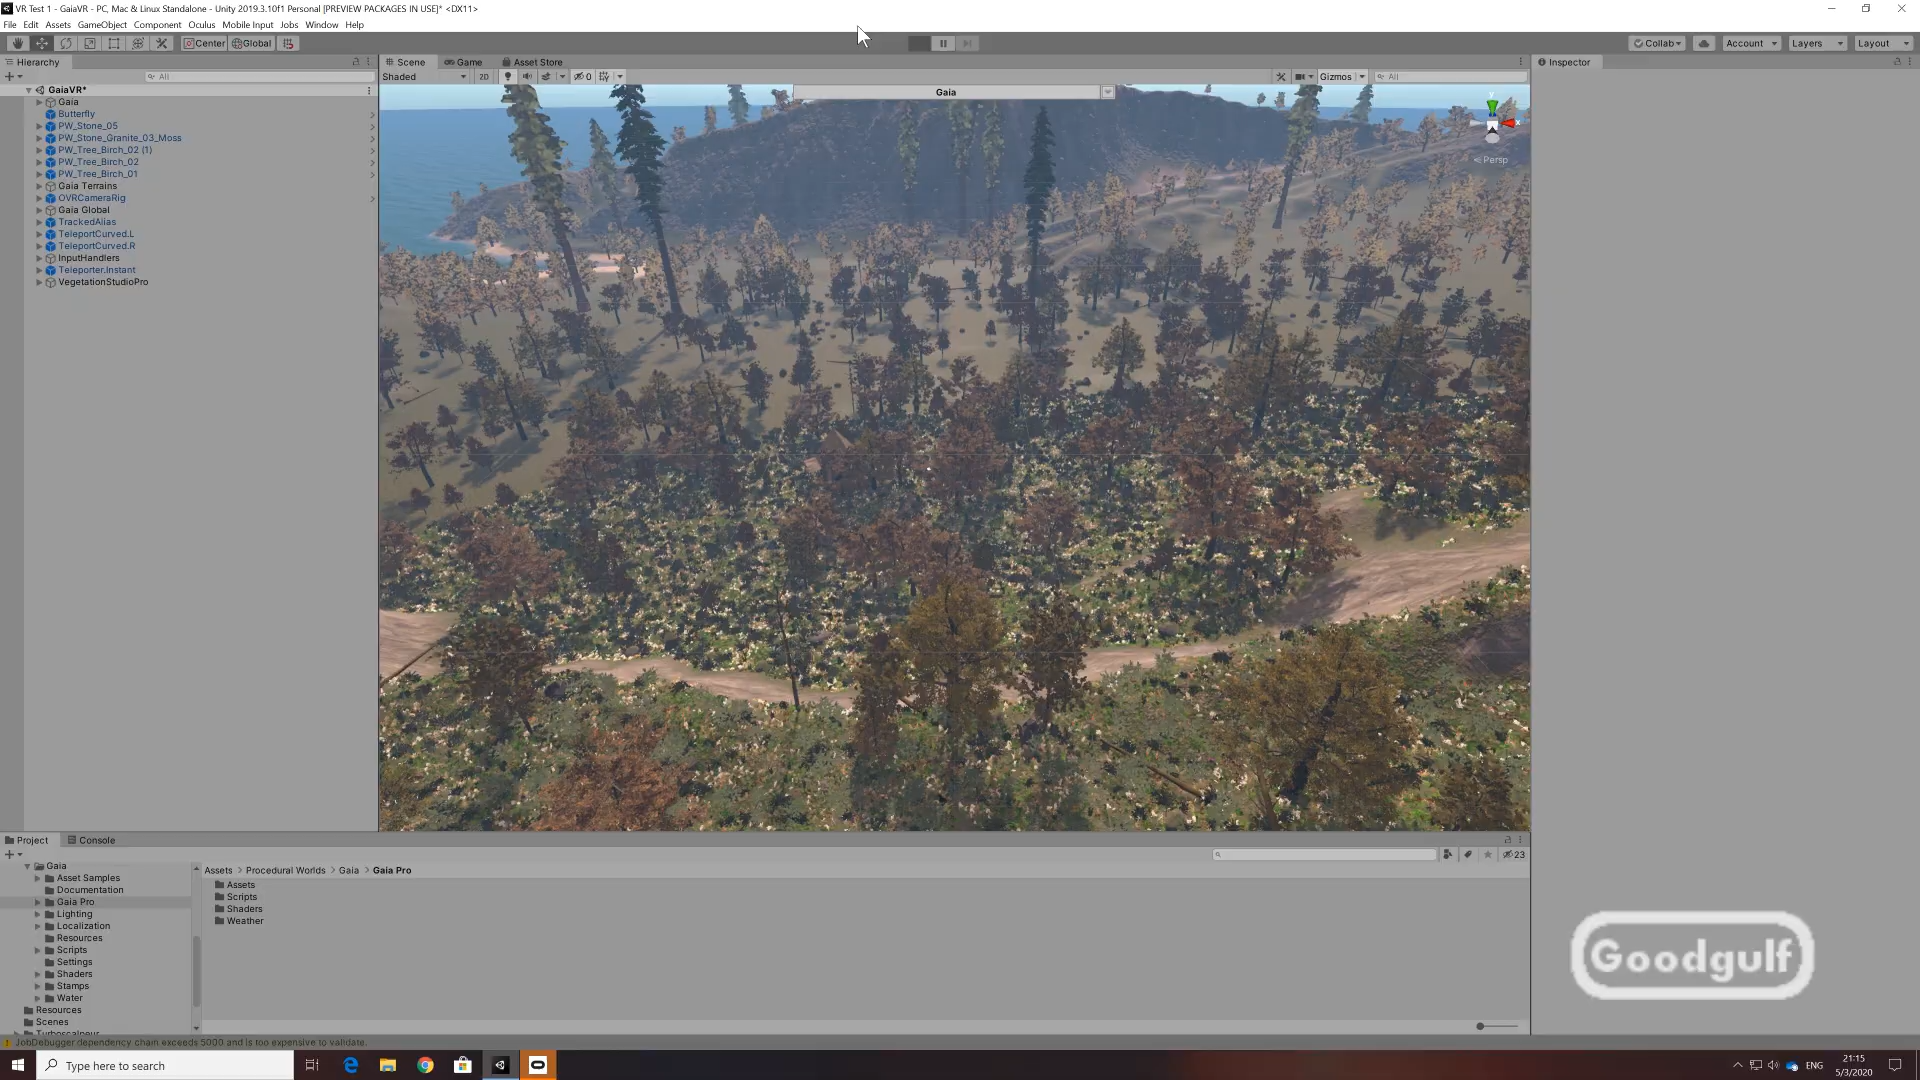 VR Test 1 - GaiaVR - PC, Mac & Linux Standalone - Unity 2019.3.10f1 Personal [PREVIEW PACKAGES IN USE]* <DX11>
File Edit Assets GameObject Component Oculus Mobile Input Jobs Window Help
Center Global Collab Account Layers Layout
Hierarchy Scene Game Asset Store Inspector
All Shaded 2D 0 Gizmos All
GaiaVR*
Gaia
Butterfly
PW_Stone_05
PW_Stone_Granite_03_Moss
PW_Tree_Birch_02 (1)
PW_Tree_Birch_02
PW_Tree_Birch_01
Gaia Terrains
OVRCameraRig
Gaia Global
TrackedAlias
TeleportCurved.L
TeleportCurved.R
InputHandlers
Teleporter.Instant
VegetationStudioPro
Gaia
y
x
< Persp
Project Console
23
Gaia
Asset Samples
Documentation
Gaia Pro
Lighting
Localization
Resources
Scripts
Settings
Shaders
Stamps
Water
Resources
Scenes
Turboscalpeur
Assets > Procedural Worlds > Gaia > Gaia Pro
Assets
Scripts
Shaders
Weather
Goodgulf
JobDebugger dependency chain exceeds 5000 and is too expensive to validate.
Type here to search
ENG
21:15
5/3/2020